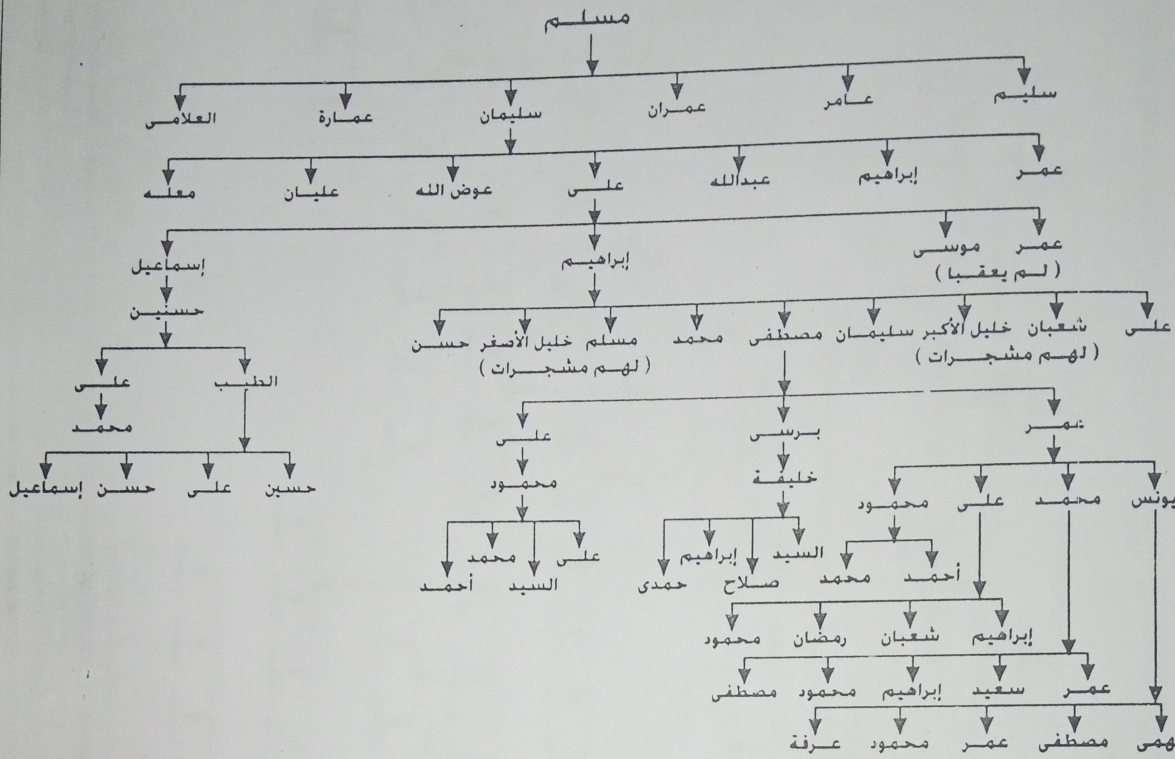 مسلم
سليم عامر عمران سليمان عمارة العلامى
عمر إبراهيم عبدالله على عوض الله عليان معله
عمر موسى إبراهيم إسماعيل
(لم يعقبا)
حسنين
على شعبان خليل الأكبر سليمان مصطفى محمد مسلم خليل الأصغر حسن
(لهم مشجرات) (لهم مشجرات)
الطيب على
محمد
عمر برسى على
حسين على حسن إسماعيل
يونس محمد على محمود خليفة محمود
السيد صلاح إبراهيم حمدى
على السيد محمد أحمد
أحمد محمد
إبراهيم شعبان رمضان محمود
عمر سعيد إبراهيم محمود مصطفى
مصطفى عمر محمود عرفة